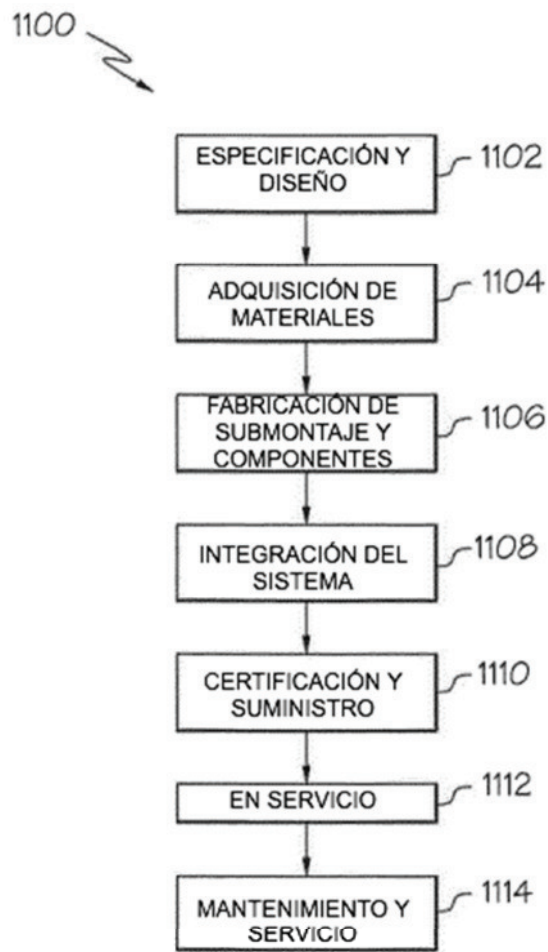 1100
ESPECIFICACIÓN Y
DISEÑO
1102
ADQUISICIÓN DE
MATERIALES
1104
FABRICACIÓN DE
SUBMONTAJE Y
COMPONENTES
1106
INTEGRACIÓN DEL
SISTEMA
1108
CERTIFICACIÓN Y
SUMINISTRO
1110
EN SERVICIO
1112
MANTENIMIENTO Y
SERVICIO
1114